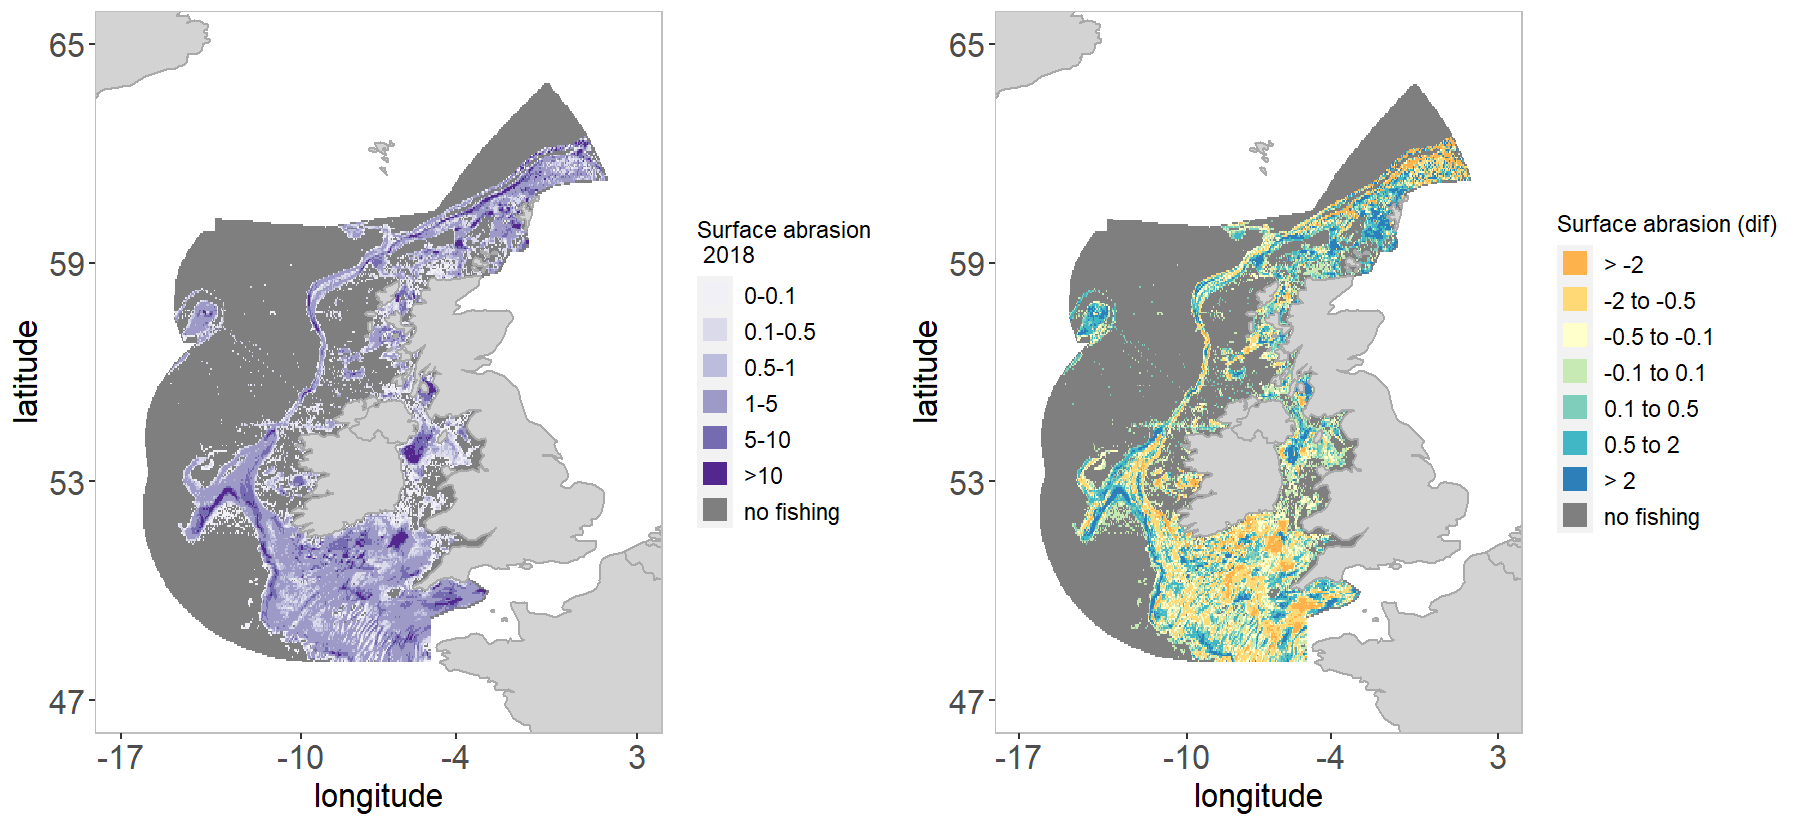 65
59
53
47
latitude
-17
-10
-4
3
longitude
Surface abrasion
2018
0-0.1
0.1-0.5
0.5-1
1-5
5-10
>10
no fishing
65
59
53
47
latitude
-17
-10
-4
3
longitude
Surface abrasion (dif)
> -2
-2 to -0.5
-0.5 to -0.1
-0.1 to 0.1
0.1 to 0.5
0.5 to 2
> 2
no fishing